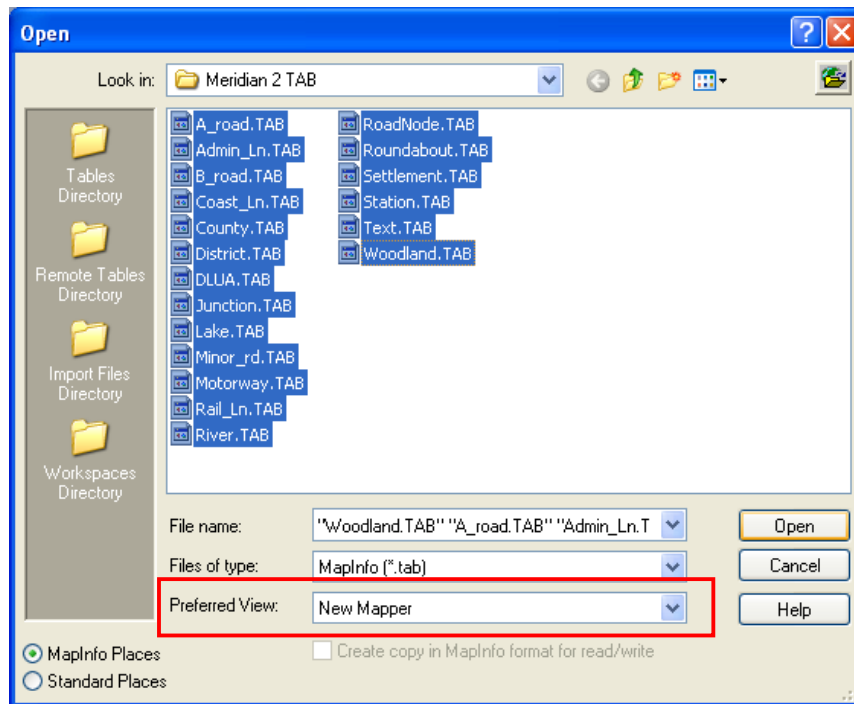 Open
Look in: Meridian 2 TAB
Tables
Directory
Remote Tables
Directory
Import Files
Directory
Workspaces
Directory
A_road.TAB
Admin_Ln.TAB
B_road.TAB
Coast_Ln.TAB
County.TAB
District.TAB
DLUA.TAB
Junction.TAB
Lake.TAB
Minor_rd.TAB
Motorway.TAB
Rail_Ln.TAB
River.TAB
RoadNode.TAB
Roundabout.TAB
Settlement.TAB
Station.TAB
Text.TAB
Woodland.TAB
File name: "Woodland.TAB" "A_road.TAB" "Admin_Ln.T Open
Files of type: MapInfo (*.tab) Cancel
Preferred View: New Mapper Help
Create copy in MapInfo format for read/write
MapInfo Places
Standard Places